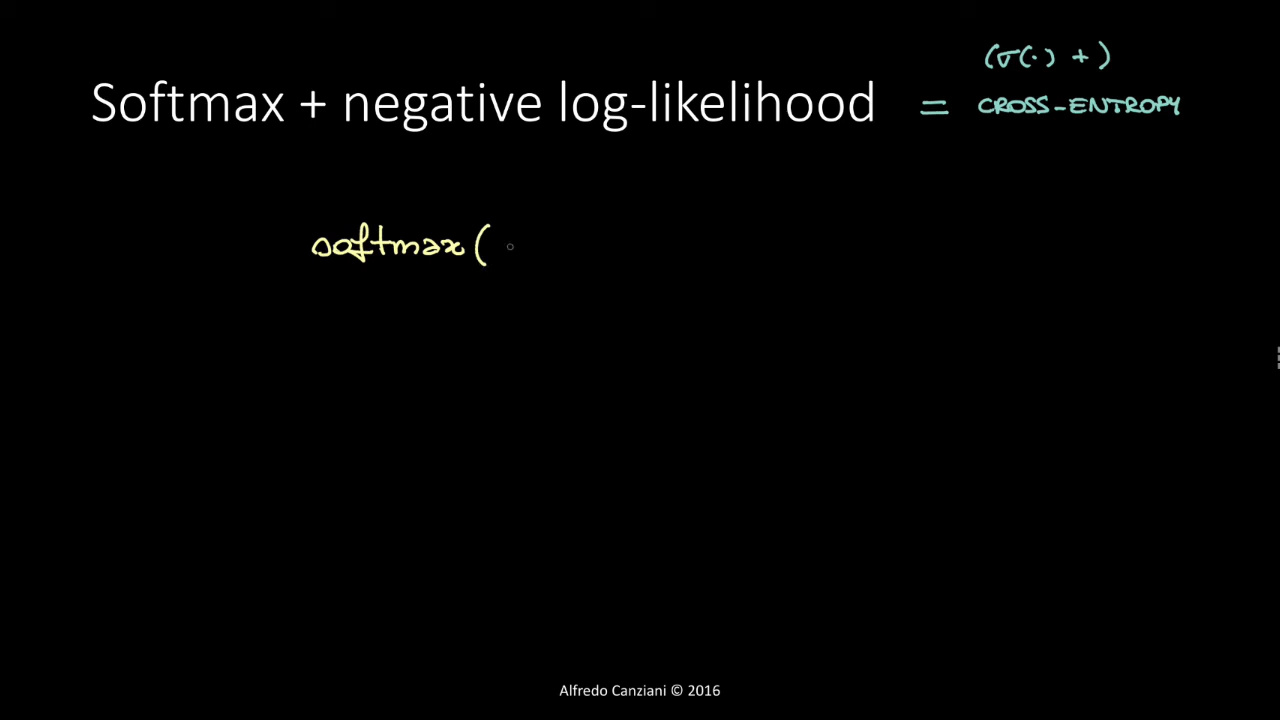 (σ(·) + )
Softmax + negative log-likelihood = CROSS-ENTROPY
softmax (
Alfredo Canziani © 2016